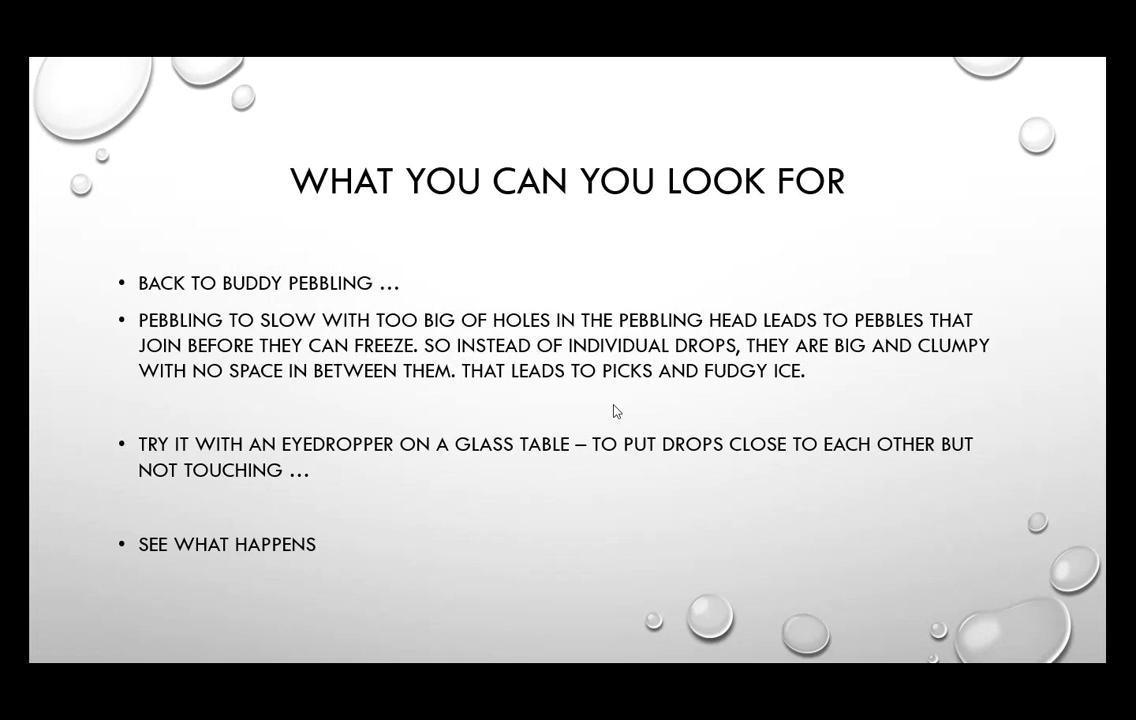 WHAT YOU CAN YOU LOOK FOR
• BACK TO BUDDY PEBBLING …
• PEBBLING TO SLOW WITH TOO BIG OF HOLES IN THE PEBBLING HEAD LEADS TO PEBBLES THAT
JOIN BEFORE THEY CAN FREEZE. SO INSTEAD OF INDIVIDUAL DROPS, THEY ARE BIG AND CLUMPY
WITH NO SPACE IN BETWEEN THEM. THAT LEADS TO PICKS AND FUDGY ICE.
• TRY IT WITH AN EYEDROPPER ON A GLASS TABLE – TO PUT DROPS CLOSE TO EACH OTHER BUT
NOT TOUCHING …
• SEE WHAT HAPPENS